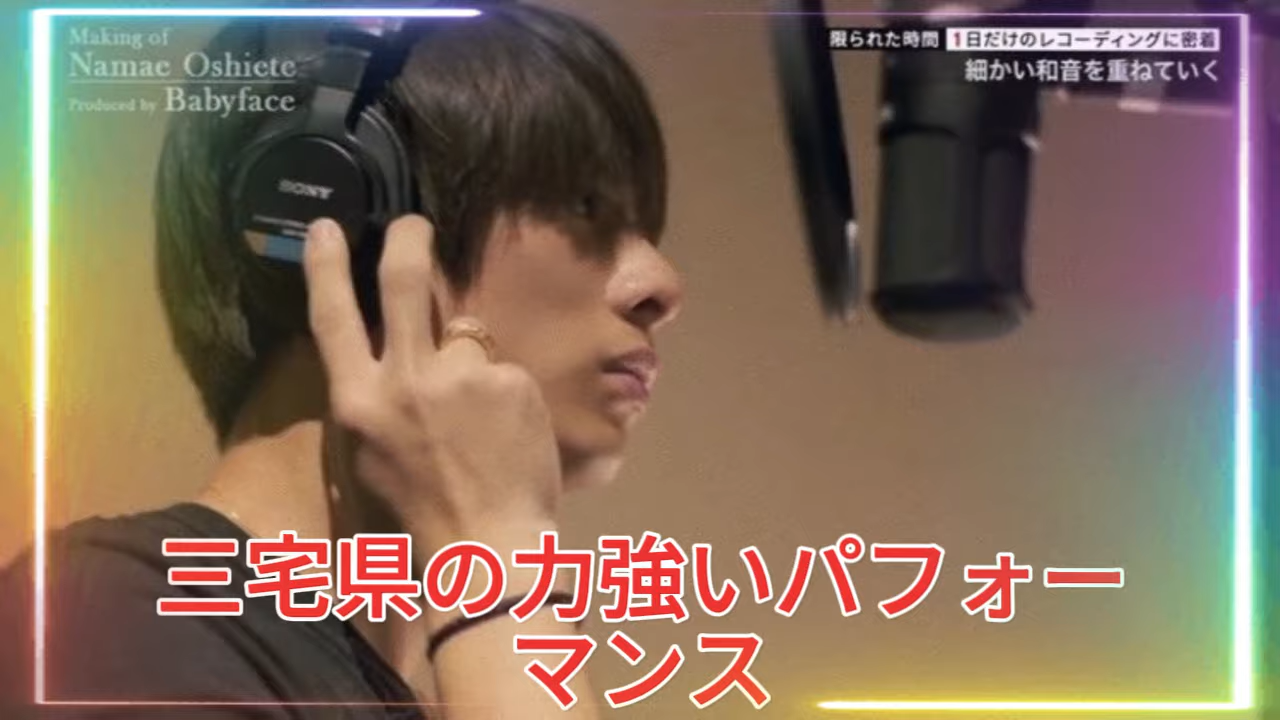 Making of
Namae Oshiete
Produced by Babyface
限られた時間 1日だけのレコーディングに密着
細かい和音を重ねていく
SONY
三宅県の力強いパフォー
マンス